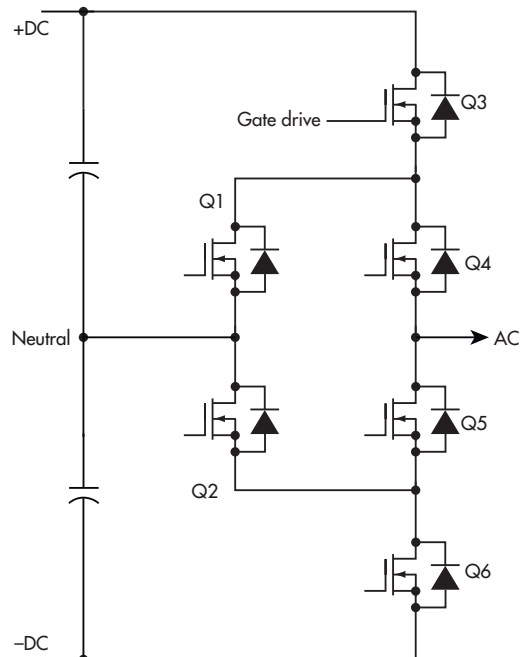 +DC
Q3
Gate drive
Q1
Q4
Neutral
AC
Q5
Q2
Q6
–DC